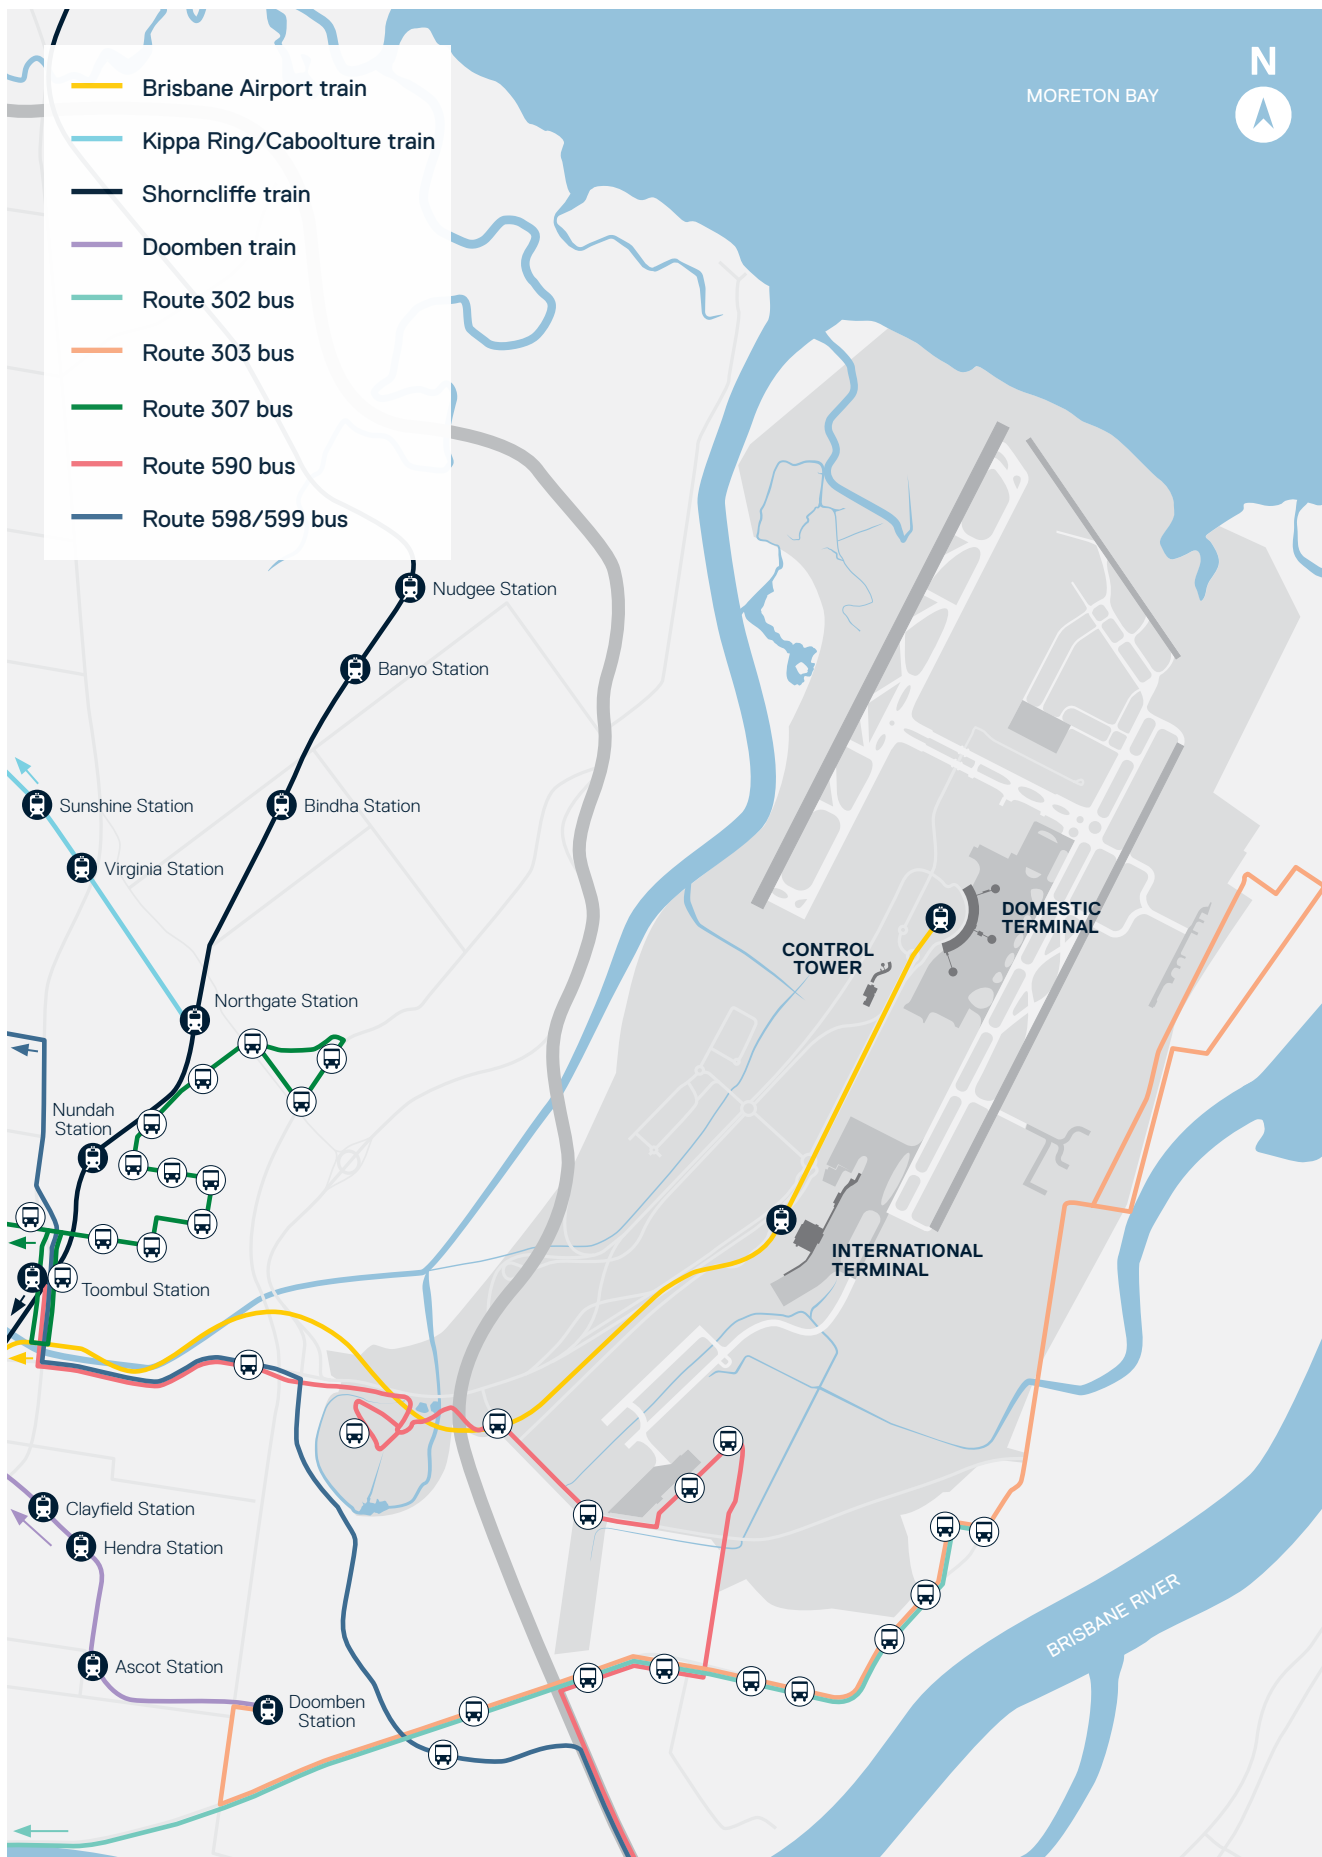 N
MORETON BAY
Brisbane Airport train
Kippa Ring/Caboolture train
Shorncliffe train
Doomben train
Route 302 bus
Route 303 bus
Route 307 bus
Route 590 bus
Route 598/599 bus
Nudgee Station
Banyo Station
Sunshine Station
Bindha Station
Virginia Station
DOMESTIC
TERMINAL
CONTROL
TOWER
Northgate Station
Nundah
Station
INTERNATIONAL
TERMINAL
Toombul Station
Clayfield Station
Hendra Station
BRISBANE RIVER
Ascot Station
Doomben
Station